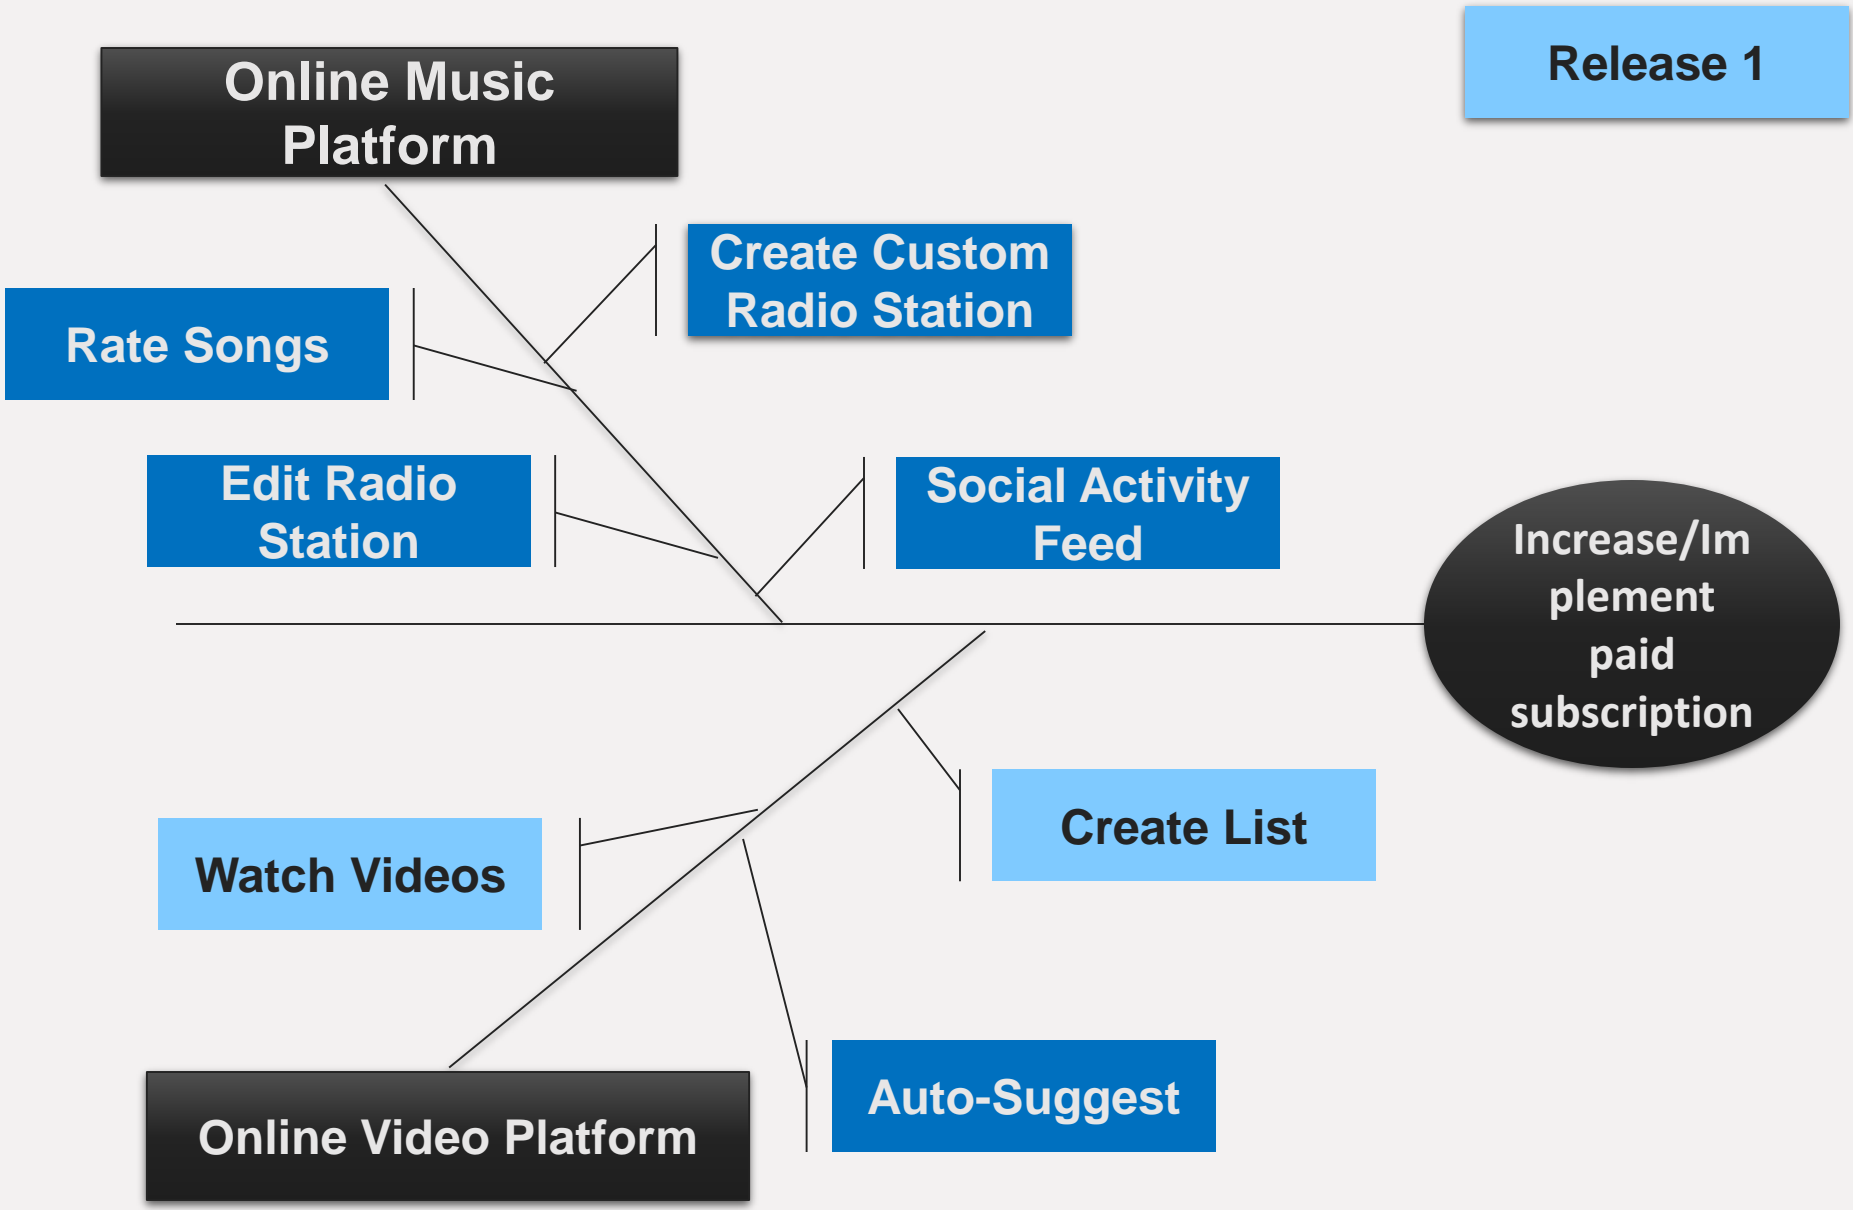 Release 1
Online Music
Platform
Create Custom
Radio Station
Rate Songs
Edit Radio
Station
Social Activity
Feed
Increase/Im
plement
paid
subscription
Create List
Watch Videos
Auto-Suggest
Online Video Platform